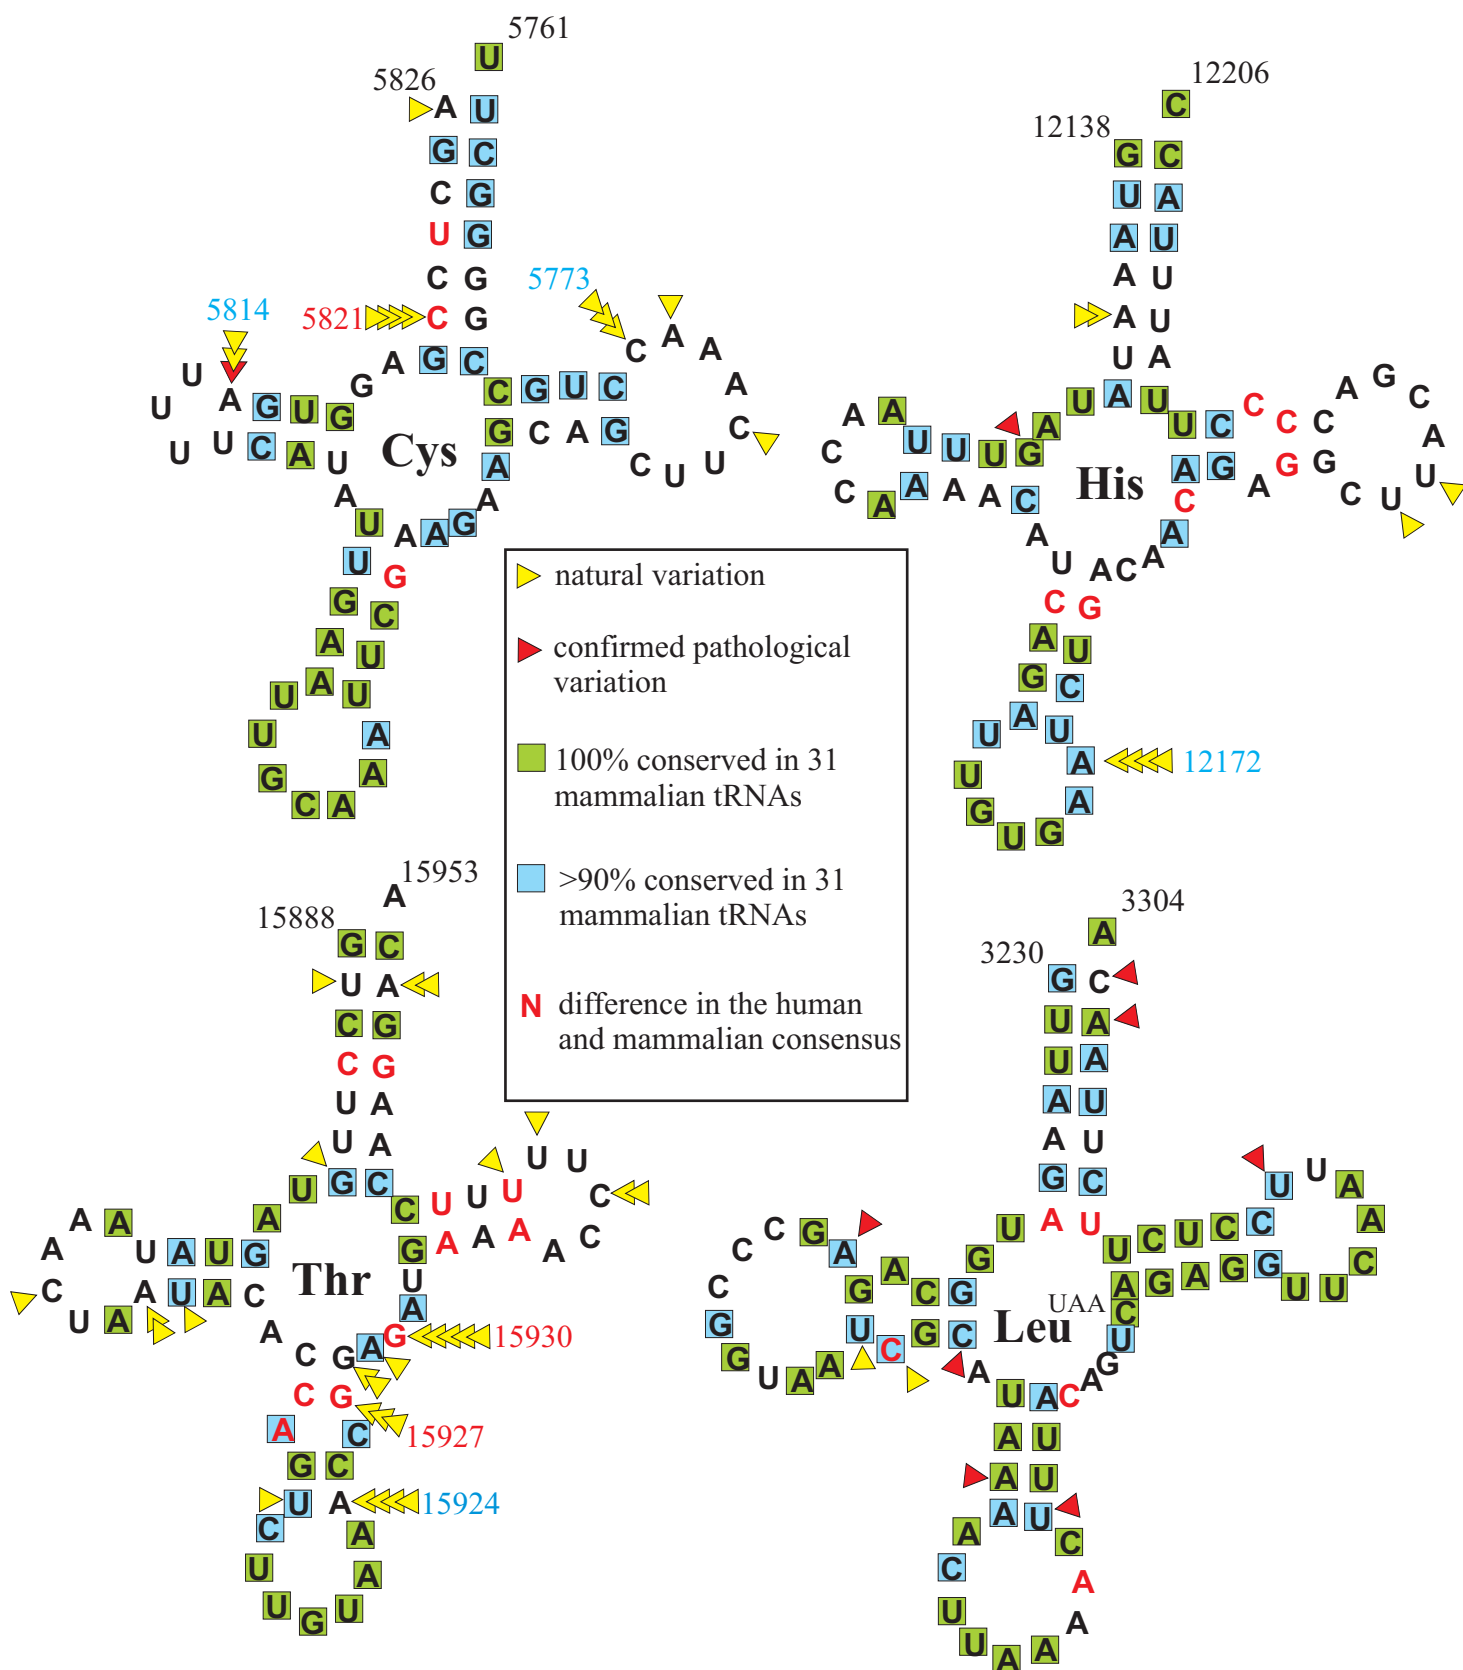 5761
5826
U
A U
G C
C G
U G
C G
5821 C G
5814
5773
12206
12138
C
G C
U A
A U
A U
A U
U A
A G C
U A G U G G A G C C G U C C A A A C
U U U C A U G C A G C U U
Cys
A A
U A A G A
U G
G C
A U
U A U
U A
G C A A
A A U U U G A U A U U C C C C A G C A
C C A A A A C A G A G G C U U
His
A C
U A C A A
C G
A U
G C
U A U A 12172
U A
G U G
natural variation
confirmed pathological
variation
100% conserved in 31
mammalian tRNAs
>90% conserved in 31
mammalian tRNAs
N difference in the human
and mammalian consensus
15953
15888
A
G C
U A
C G
C G
U A
U A
U G C C
A A U A U G A U U U U U C
A C U A A U A C G A A A A C
Thr
A U A
C G A G 15930
C G
A C 15927
G C
U A 15924
C A
U A
U G U
3304
3230
A
G C
U A
U A
A U
A U
G C
A U
C C G A G A C G G U U C U C C U U A A
C G G U A A U C G C A G A G G U U C
Leu
UAA
C
U
A G
U A C A
A U
A U
A U
A C
C A
U A
U A A